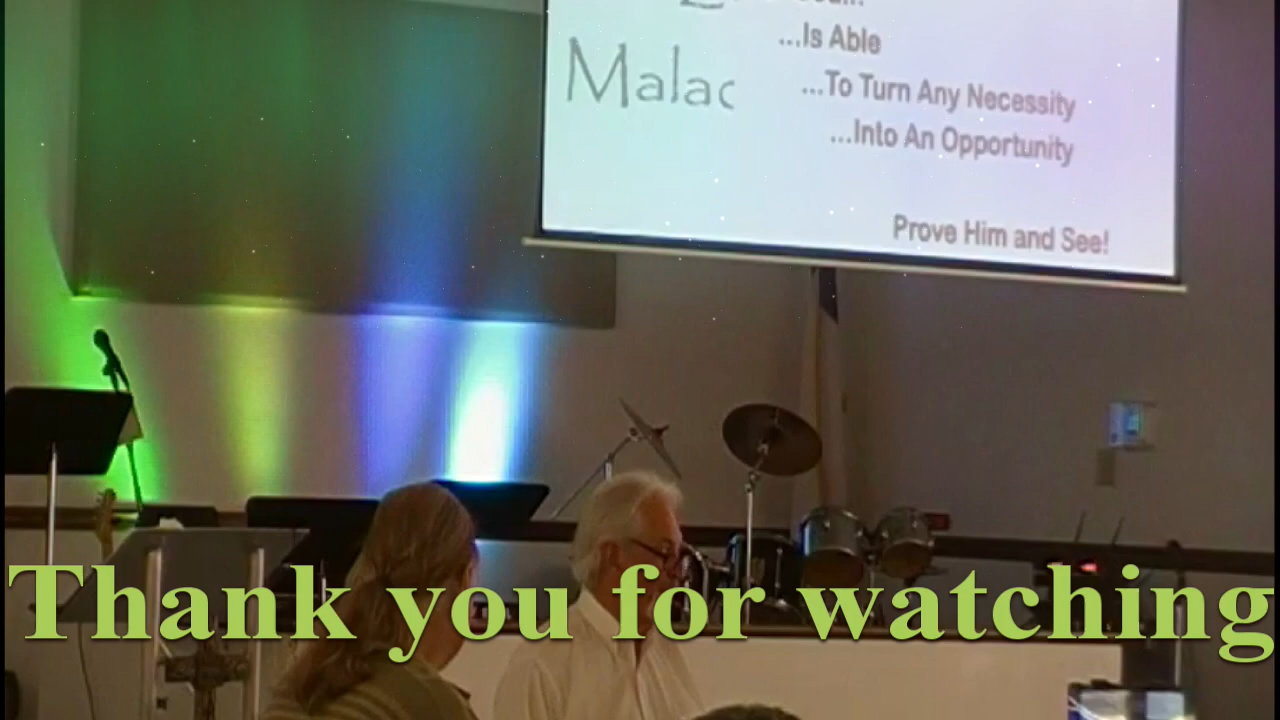 ...Is Able
Malac
...To Turn Any Necessity
...Into An Opportunity
Prove Him and See!
Thank you for watching